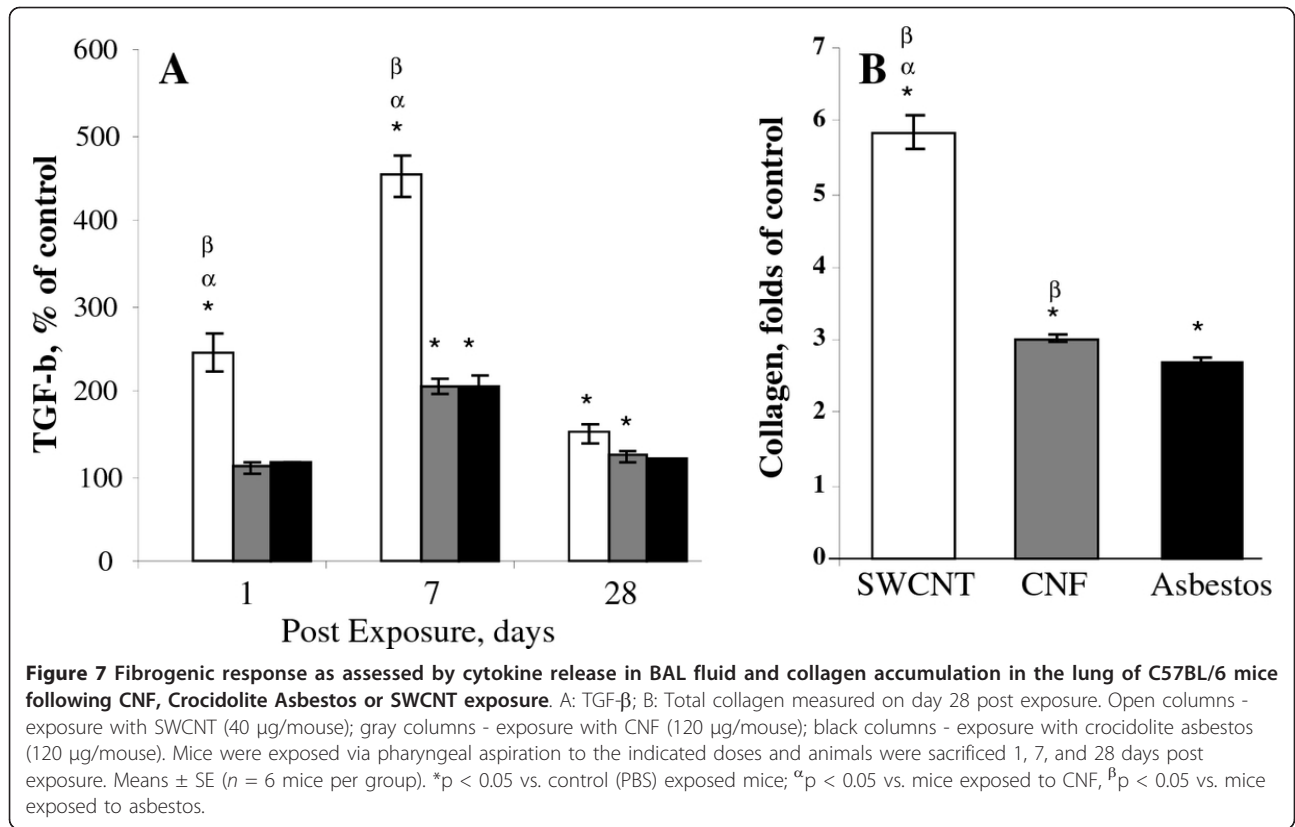 A
600
500
400
300
200
100
0
TGF-b, % of control
β
α
*
β
α
*
* *
*
*
1 7 28
Post Exposure, days
B
7
6
5
4
3
2
1
0
Collagen, folds of control
β
α
*
β
*
*
SWCNT CNF Asbestos
Figure 7 Fibrogenic response as assessed by cytokine release in BAL fluid and collagen accumulation in the lung of C57BL/6 mice
following CNF, Crocidolite Asbestos or SWCNT exposure. A: TGF-β; B: Total collagen measured on day 28 post exposure. Open columns -
exposure with SWCNT (40 μg/mouse); gray columns - exposure with CNF (120 μg/mouse); black columns - exposure with crocidolite asbestos
(120 μg/mouse). Mice were exposed via pharyngeal aspiration to the indicated doses and animals were sacrificed 1, 7, and 28 days post
exposure. Means ± SE (n = 6 mice per group). *p < 0.05 vs. control (PBS) exposed mice; αp < 0.05 vs. mice exposed to CNF, βp < 0.05 vs. mice
exposed to asbestos.